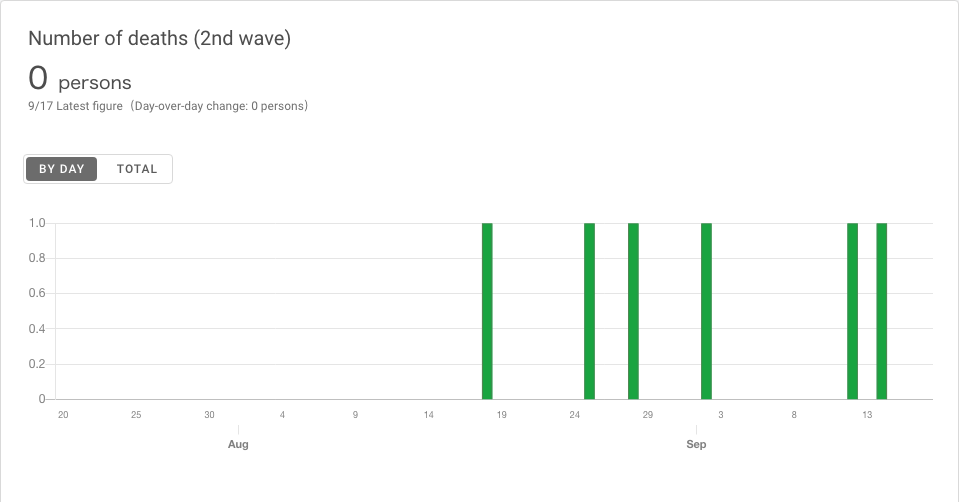 Number of deaths (2nd wave)
0 persons
9/17 Latest figure（Day-over-day change: 0 persons）
BY DAY TOTAL
1.0
0.8
0.6
0.4
0.2
0
20 25 30 4 9 14 19 24 29 3 8 13
Aug Sep